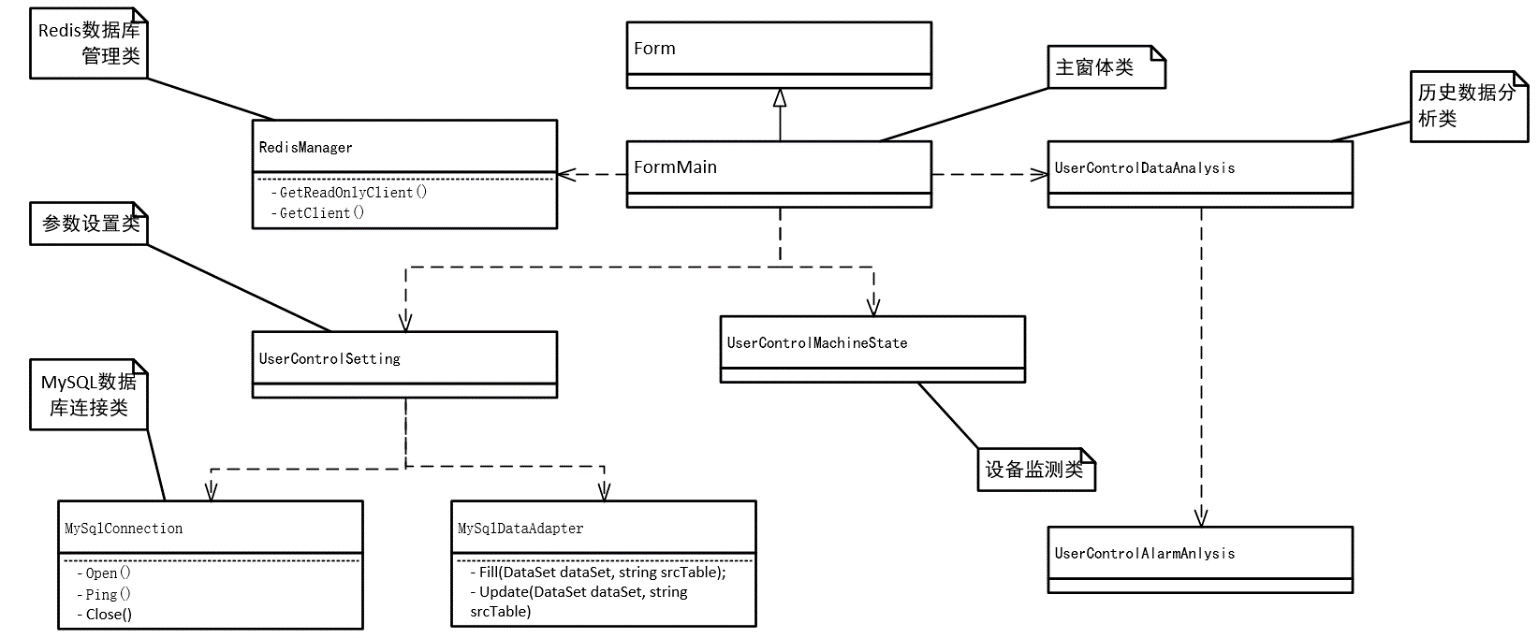 Redis数据库
管理类
Form
主窗体类
历史数据分
析类
RedisManager
- GetReadOnlyClient()
- GetClient()
FormMain
UserControlDataAnalysis
参数设置类
UserControlSetting
UserControlMachineState
MySQL数据
库连接类
设备监测类
MySqlConnection
- Open()
- Ping()
- Close()
MySqlDataAdapter
- Fill(DataSet dataSet, string srcTable);
- Update(DataSet dataSet, string
srcTable)
UserControlAlarmAnlysis